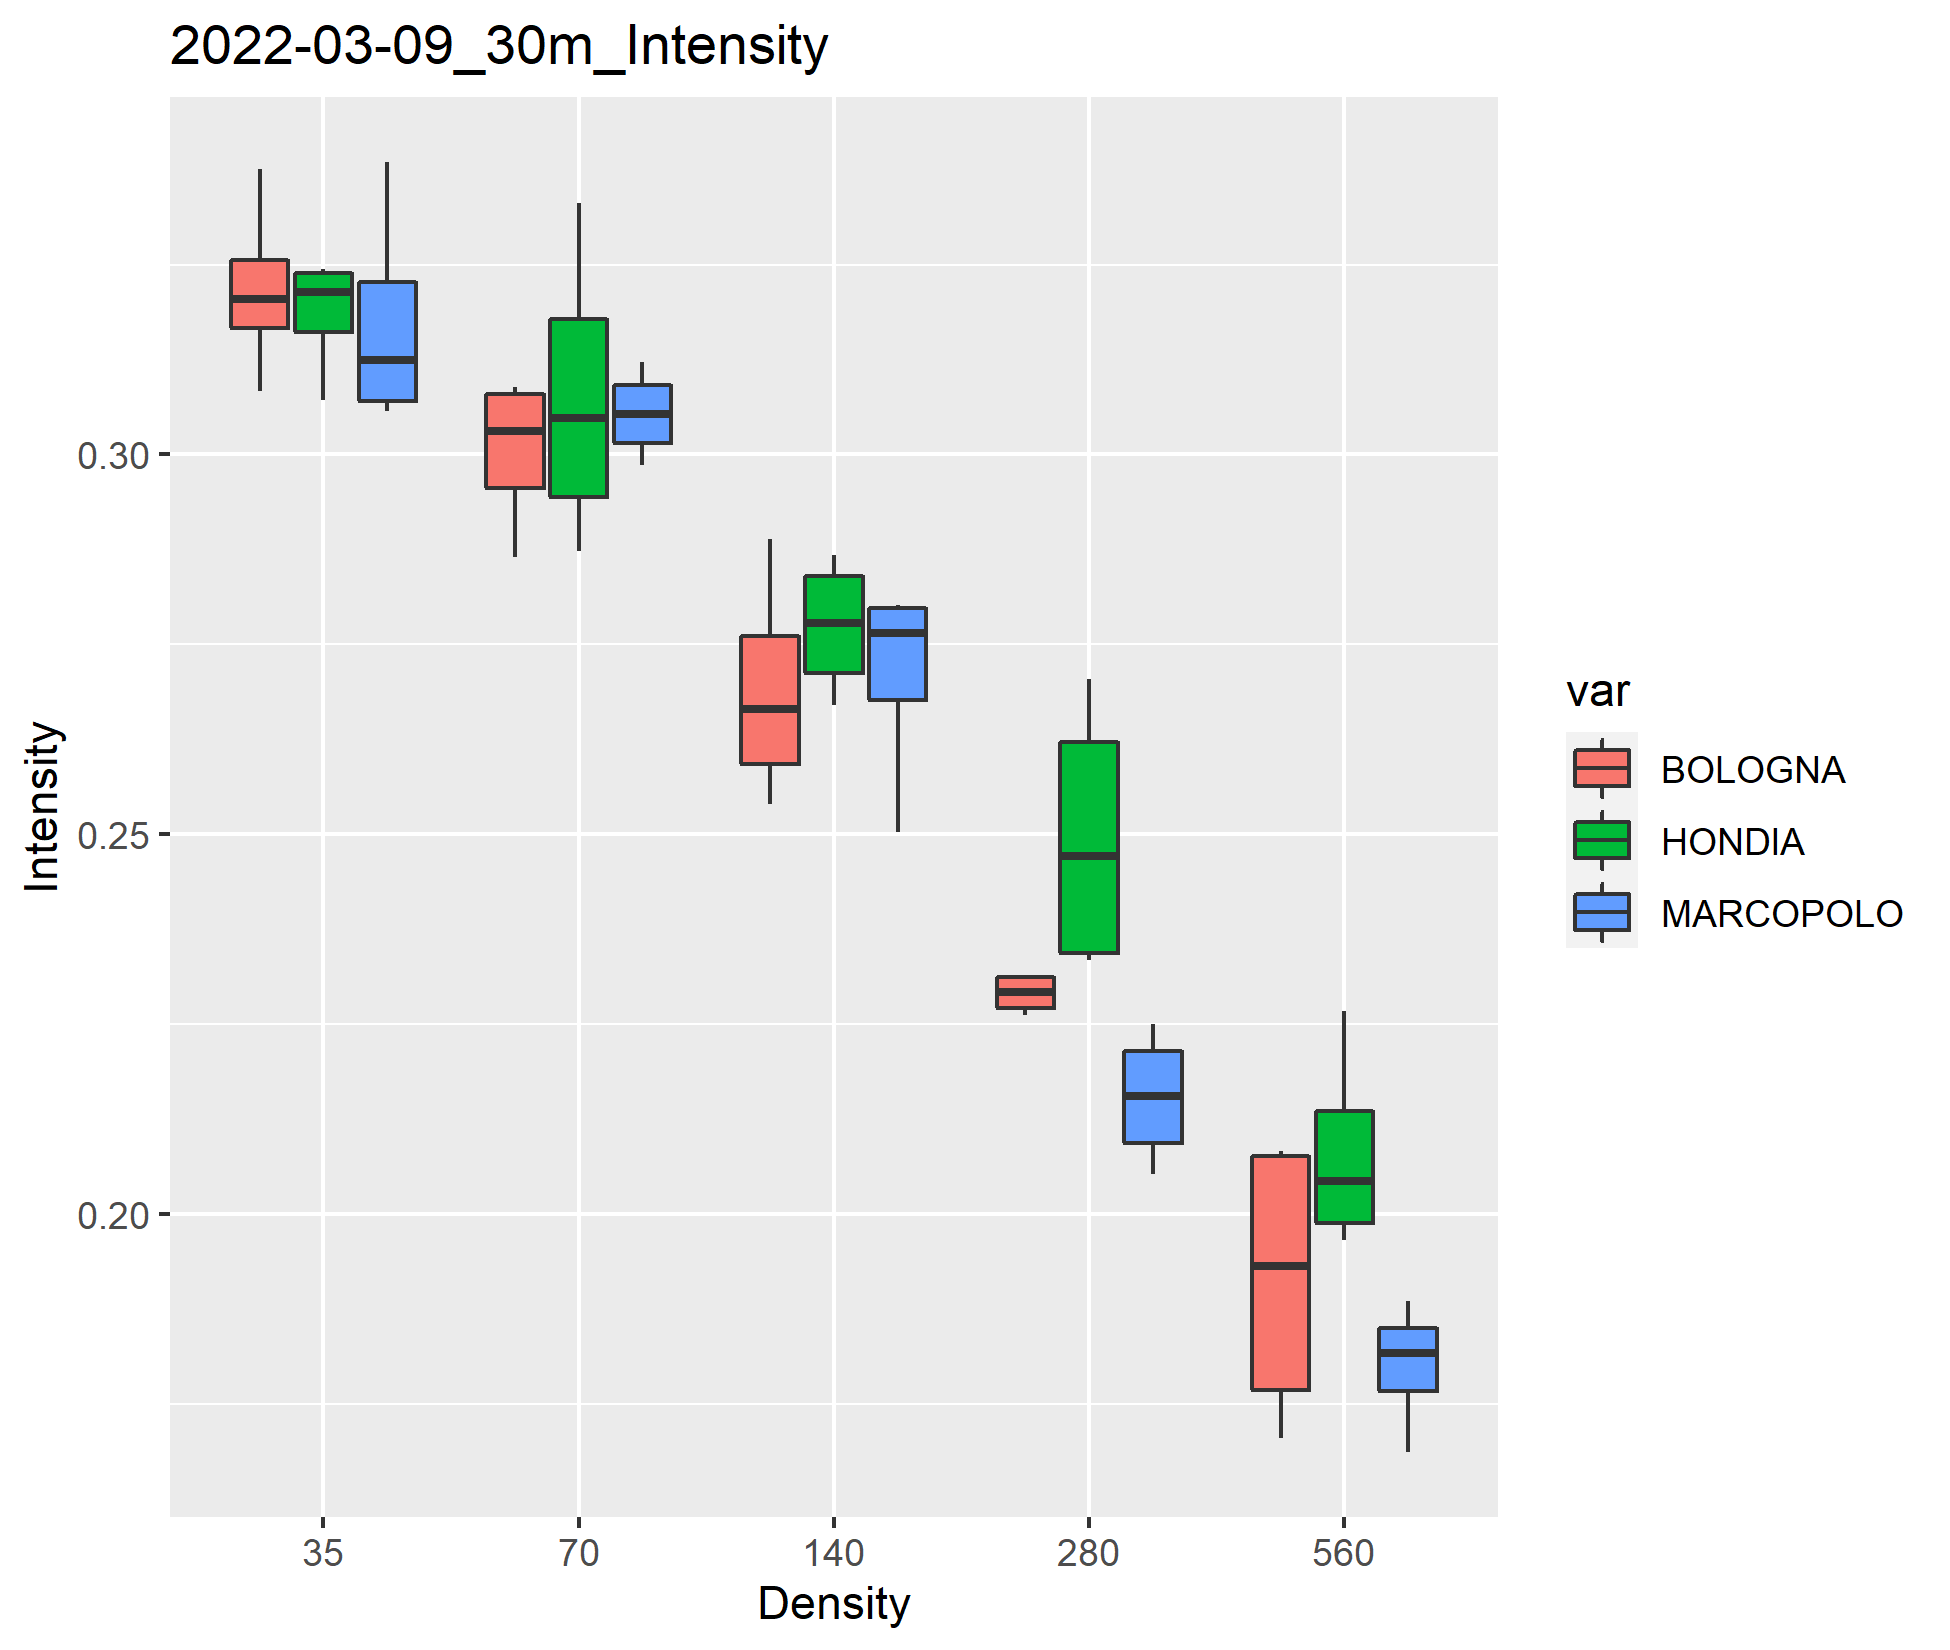 2022-03-09_30m_Intensity
Intensity
0.30
0.25
0.20
35 70 140 280 560
Density
var
BOLOGNA
HONDIA
MARCOPOLO